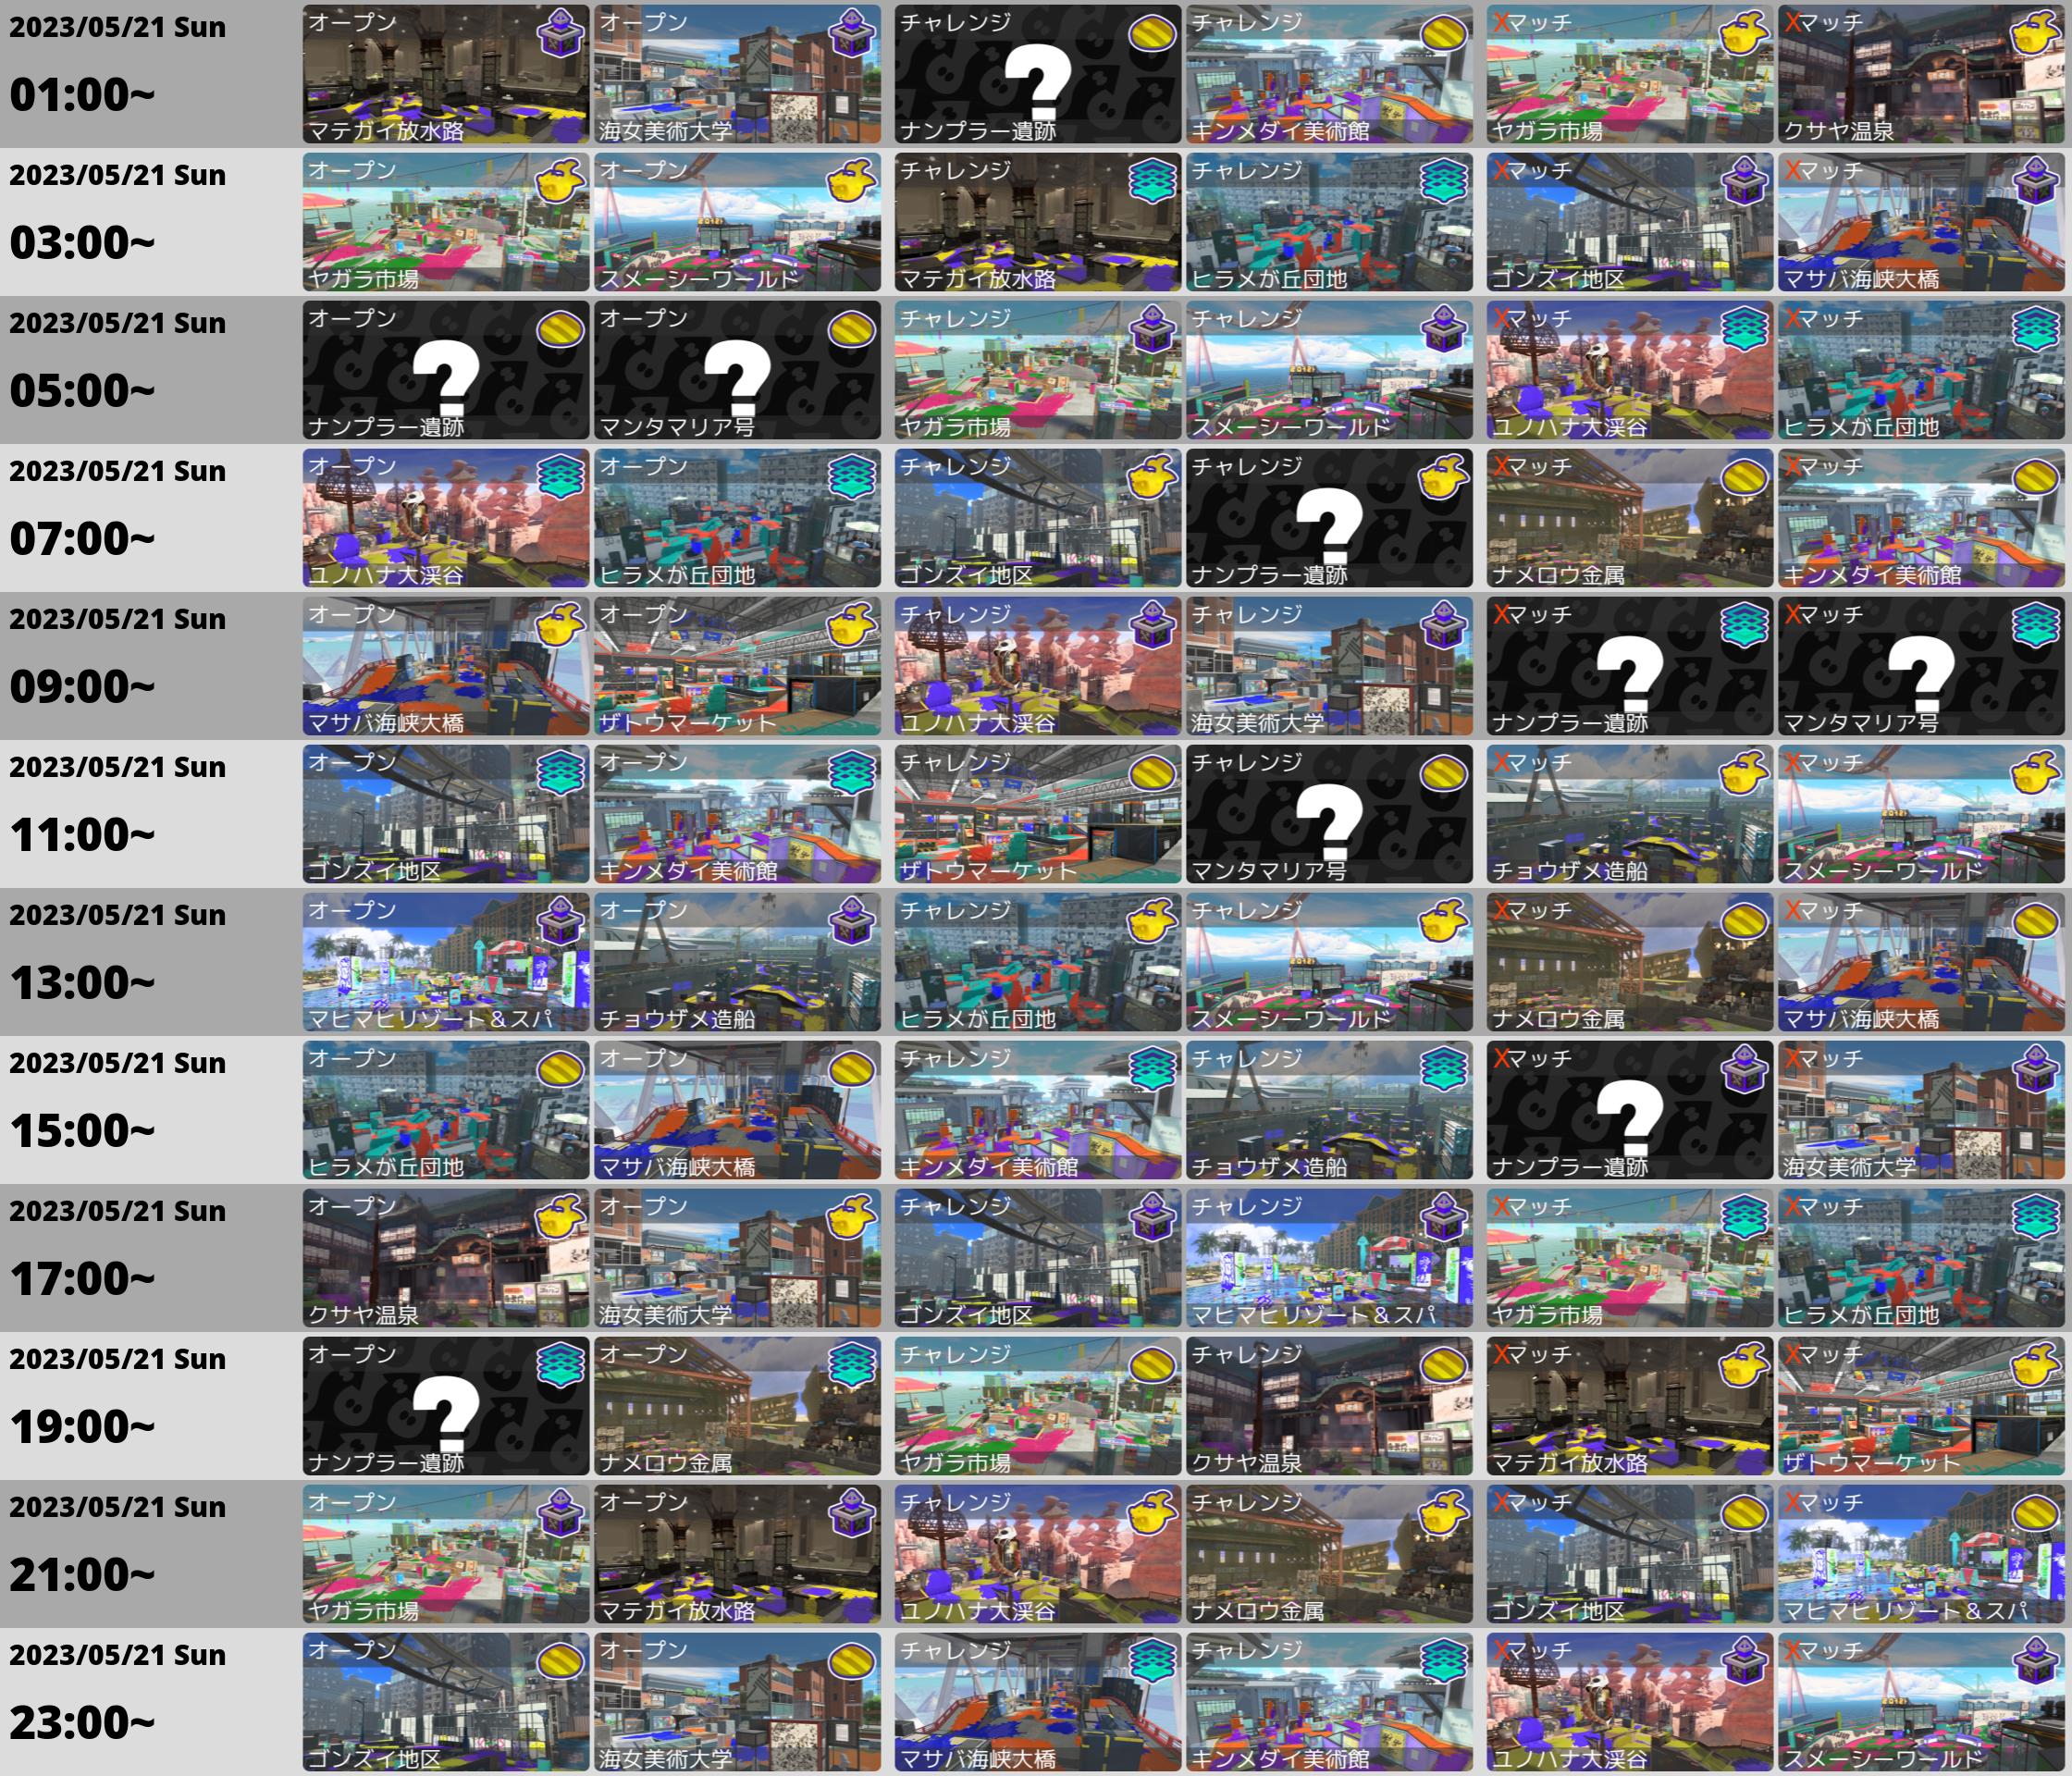 2023/05/21 Sun
01:00~
オープン
マテガイ放水路
オープン
海女美術大学
チャレンジ
ナンプラー遺跡
チャレンジ
キンメダイ美術館
Xマッチ
ヤガラ市場
Xマッチ
クサヤ温泉
2023/05/21 Sun
03:00~
オープン
ヤガラ市場
オープン
スメーシーワールド
チャレンジ
マテガイ放水路
チャレンジ
ヒラメが丘団地
Xマッチ
ゴンズイ地区
Xマッチ
マサバ海峡大橋
2023/05/21 Sun
05:00~
オープン
ナンプラー遺跡
オープン
マンタマリア号
チャレンジ
ヤガラ市場
チャレンジ
スメーシーワールド
Xマッチ
ユノハナ大渓谷
Xマッチ
ヒラメが丘団地
2023/05/21 Sun
07:00~
オープン
ユノハナ大渓谷
オープン
ヒラメが丘団地
チャレンジ
ゴンズイ地区
チャレンジ
ナンプラー遺跡
Xマッチ
ナメロウ金属
Xマッチ
キンメダイ美術館
2023/05/21 Sun
09:00~
オープン
マサバ海峡大橋
オープン
ザトウマーケット
チャレンジ
ユノハナ大渓谷
チャレンジ
海女美術大学
Xマッチ
ナンプラー遺跡
Xマッチ
マンタマリア号
2023/05/21 Sun
11:00~
オープン
ゴンズイ地区
オープン
キンメダイ美術館
チャレンジ
ザトウマーケット
チャレンジ
マンタマリア号
Xマッチ
チョウザメ造船
Xマッチ
スメーシーワールド
2023/05/21 Sun
13:00~
オープン
マヒマヒリゾート&スパ
オープン
チョウザメ造船
チャレンジ
ヒラメが丘団地
チャレンジ
スメーシーワールド
Xマッチ
ナメロウ金属
Xマッチ
マサバ海峡大橋
2023/05/21 Sun
15:00~
オープン
ヒラメが丘団地
オープン
マサバ海峡大橋
チャレンジ
キンメダイ美術館
チャレンジ
チョウザメ造船
Xマッチ
ナンプラー遺跡
Xマッチ
海女美術大学
2023/05/21 Sun
17:00~
オープン
クサヤ温泉
オープン
海女美術大学
チャレンジ
ゴンズイ地区
チャレンジ
マヒマヒリゾート&スパ
Xマッチ
ヤガラ市場
Xマッチ
ヒラメが丘団地
2023/05/21 Sun
19:00~
オープン
ナンプラー遺跡
オープン
ナメロウ金属
チャレンジ
ヤガラ市場
チャレンジ
クサヤ温泉
Xマッチ
マテガイ放水路
Xマッチ
ザトウマーケット
2023/05/21 Sun
21:00~
オープン
ヤガラ市場
オープン
マテガイ放水路
チャレンジ
ユノハナ大渓谷
チャレンジ
ナメロウ金属
Xマッチ
ゴンズイ地区
Xマッチ
マヒマヒリゾート&スパ
2023/05/21 Sun
23:00~
オープン
ゴンズイ地区
オープン
海女美術大学
チャレンジ
マサバ海峡大橋
チャレンジ
キンメダイ美術館
Xマッチ
ユノハナ大渓谷
Xマッチ
スメーシーワールド